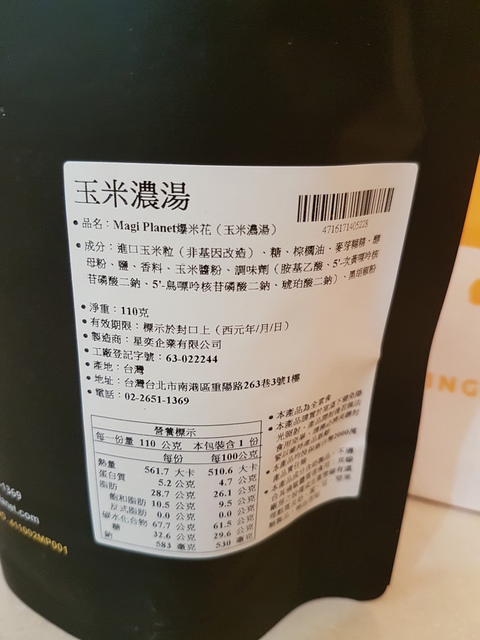 玉米濃湯
4716171405228
• 品名：Magi Planet爆米花（玉米濃湯）
• 成分：進口玉米粒（非基因改造）、糖、棕櫚油、麥芽糊精、酵
母粉、鹽、香料、玉米醬粉、調味劑（胺基乙酸、5'-次黃嘌呤核
苷磷酸二鈉、5'-鳥嘌呤核苷磷酸二鈉、琥珀酸二鈉）、黑胡椒粉
• 淨重：110克
• 有效期限：標示於封口上（西元年/月/日）
• 製造商：星奕企業有限公司
• 工廠登記字號：63-022244
• 產地：台灣
• 地址：台灣台北市南港區重陽路263巷3號1樓
• 電話：02-2651-1369
營養標示
每一份量 110 公克 本包裝含 1 份
每份 每100公克
熱量 561.7 大卡 510.6 大卡
蛋白質 5.2 公克 4.7 公克
脂肪 28.7 公克 26.1 公克
飽和脂肪 10.5 公克 9.5 公克
反式脂肪 0.0 公克 0.0 公克
碳水化合物 67.7 公克 61.5 公克
糖 32.6 公克 29.6 公克
鈉 583 毫克 530 毫克
• 本產品為全素食
1369
.com
411092MP001
ING